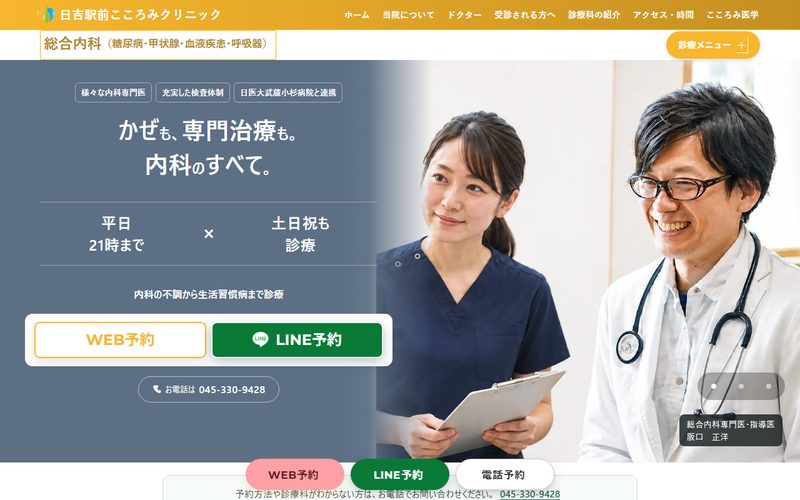 日吉駅前こころみクリニック
ホーム 当院について ドクター 受診される方へ 診療科の紹介 アクセス・時間 こころみ医学
総合内科（糖尿病・甲状腺・血液疾患・呼吸器）
診療メニュー
様々な内科専門医 充実した検査体制 日医大武蔵小杉病院と連携
かぜも、専門治療も。
内科のすべて。
平日
21時まで
×
土日祝も
診療
内科の不調から生活習慣病まで診療
WEB予約 LINE LINE予約
お電話は 045-330-9428
総合内科専門医・指導医
阪口 正洋
WEB予約 LINE予約 電話予約
予約方法や診療科がわからない方は、お電話でお問い合わせください。 045-330-9428